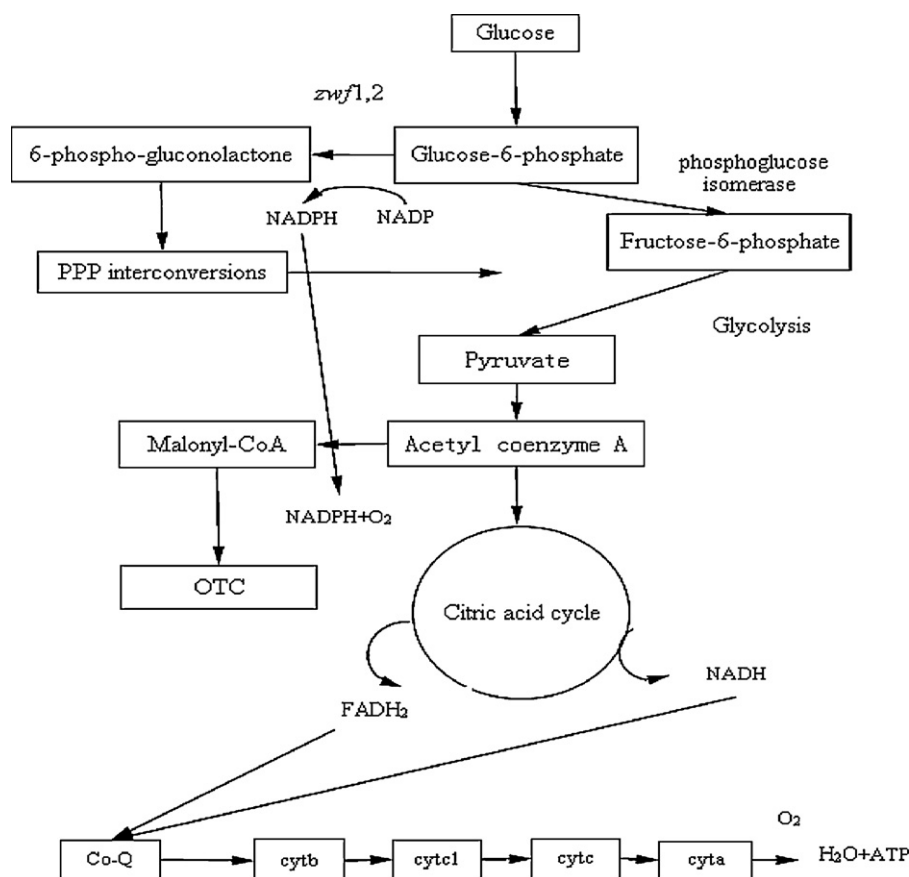 Glucose
zwf1,2
6-phospho-gluconolactone
Glucose-6-phosphate
phosphoglucose
isomerase
NADPH
NADP
Fructose-6-phosphate
PPP interconversions
Glycolysis
Pyruvate
Malonyl-CoA
Acetyl coenzyme A
NADPH+O₂
OTC
Citric acid cycle
NADH
FADH₂
O₂
Co-Q
cytb
cytc1
cytc
cyta
H₂O+ATP